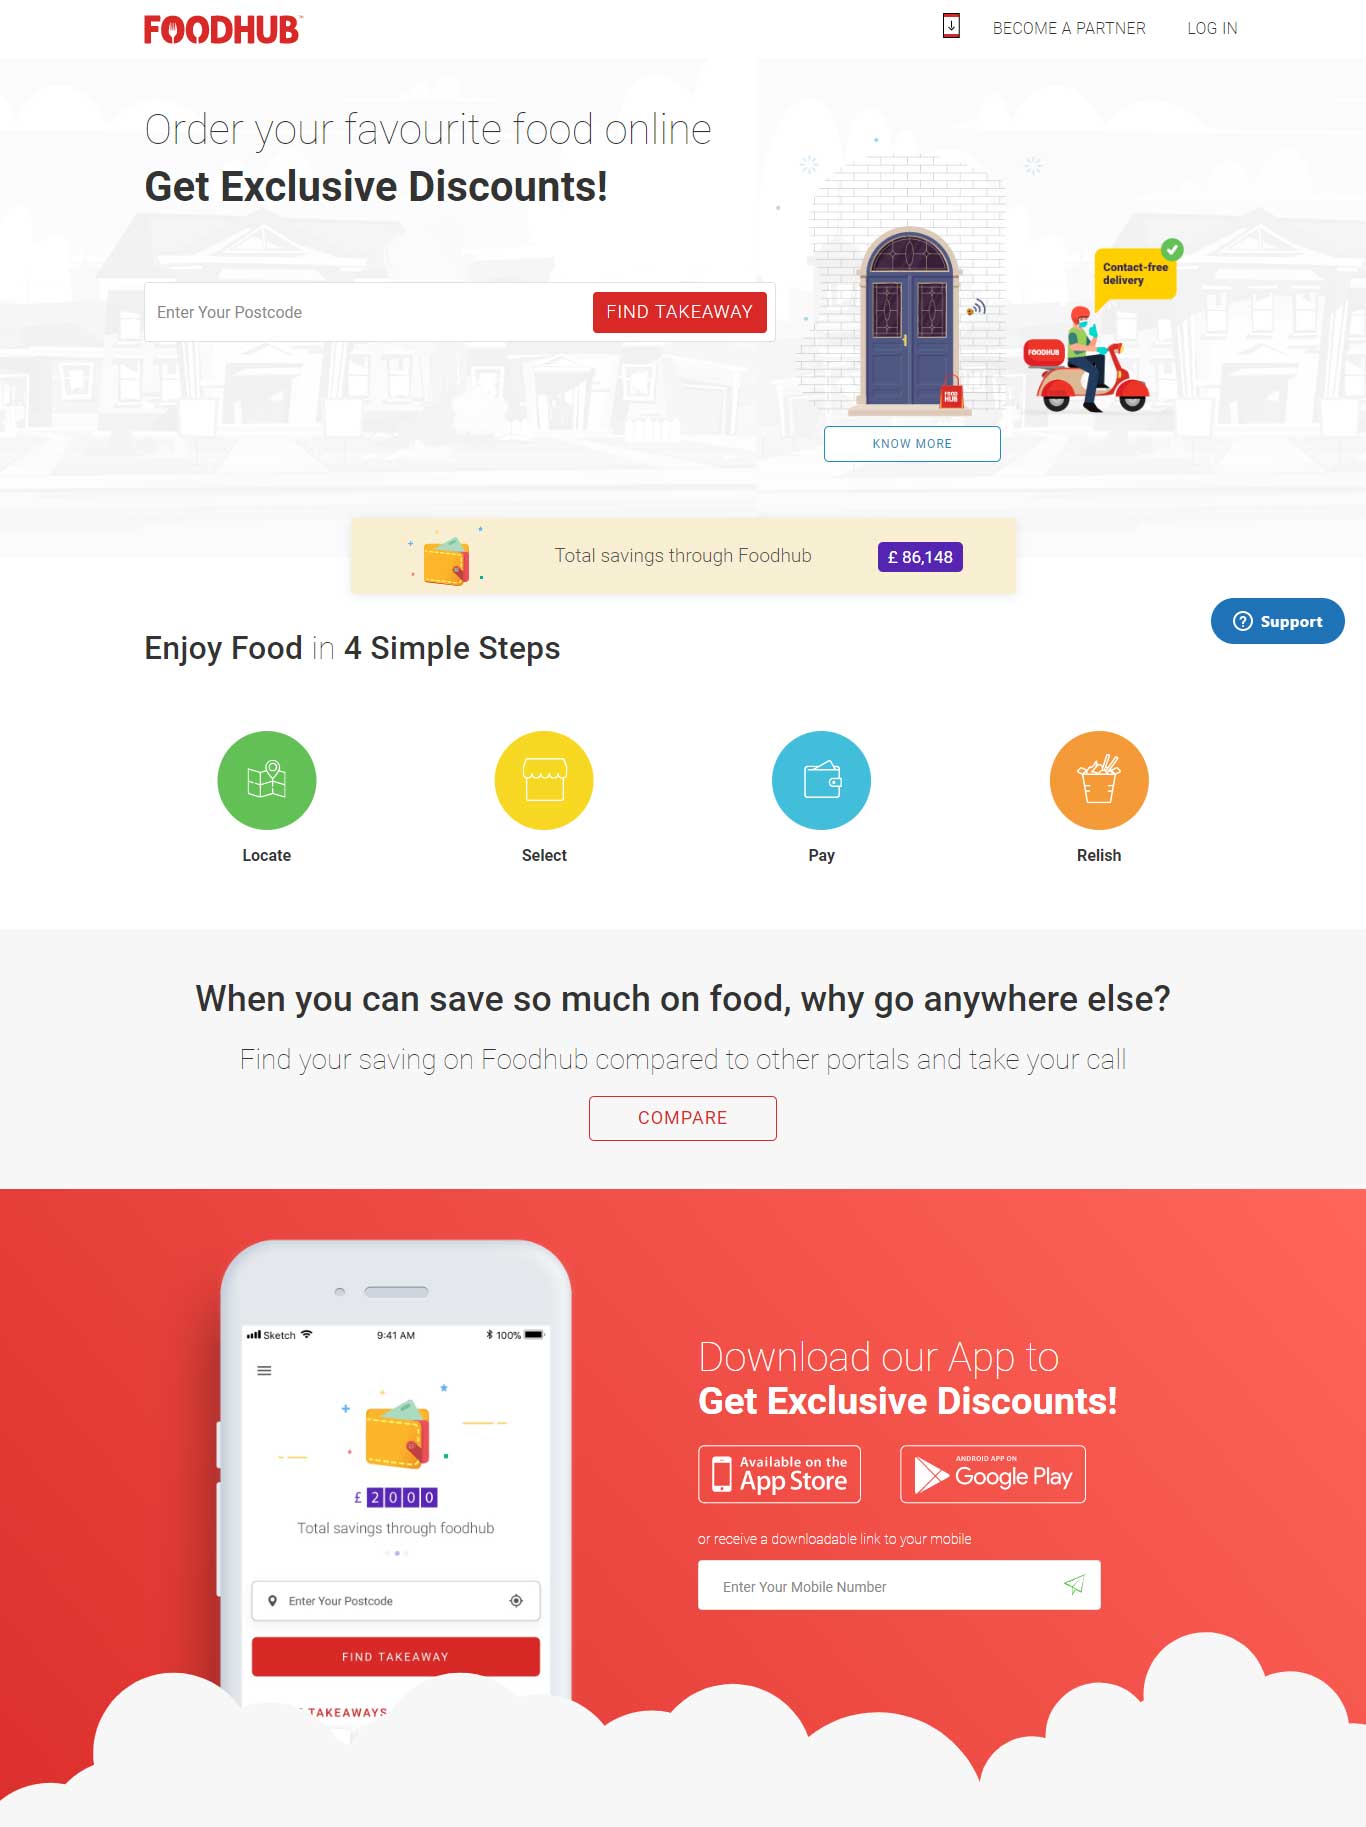 FOODHUB
BECOME A PARTNER
LOG IN
Order your favourite food online
Get Exclusive Discounts!
Enter Your Postcode
FIND TAKEAWAY
Contact-free
delivery
FOODHUB
FOOD
HUB
KNOW MORE
Total savings through Foodhub
£ 86,148
Support
Enjoy Food in 4 Simple Steps
Locate
Select
Pay
Relish
When you can save so much on food, why go anywhere else?
Find your saving on Foodhub compared to other portals and take your call
COMPARE
Sketch
9:41 AM
100%
£ 2000
Total savings through foodhub
Enter Your Postcode
FIND TAKEAWAY
TAKEAWAYS
Download our App to
Get Exclusive Discounts!
Available on the
App Store
ANDROID APP ON
Google Play
or receive a downloadable link to your mobile
Enter Your Mobile Number